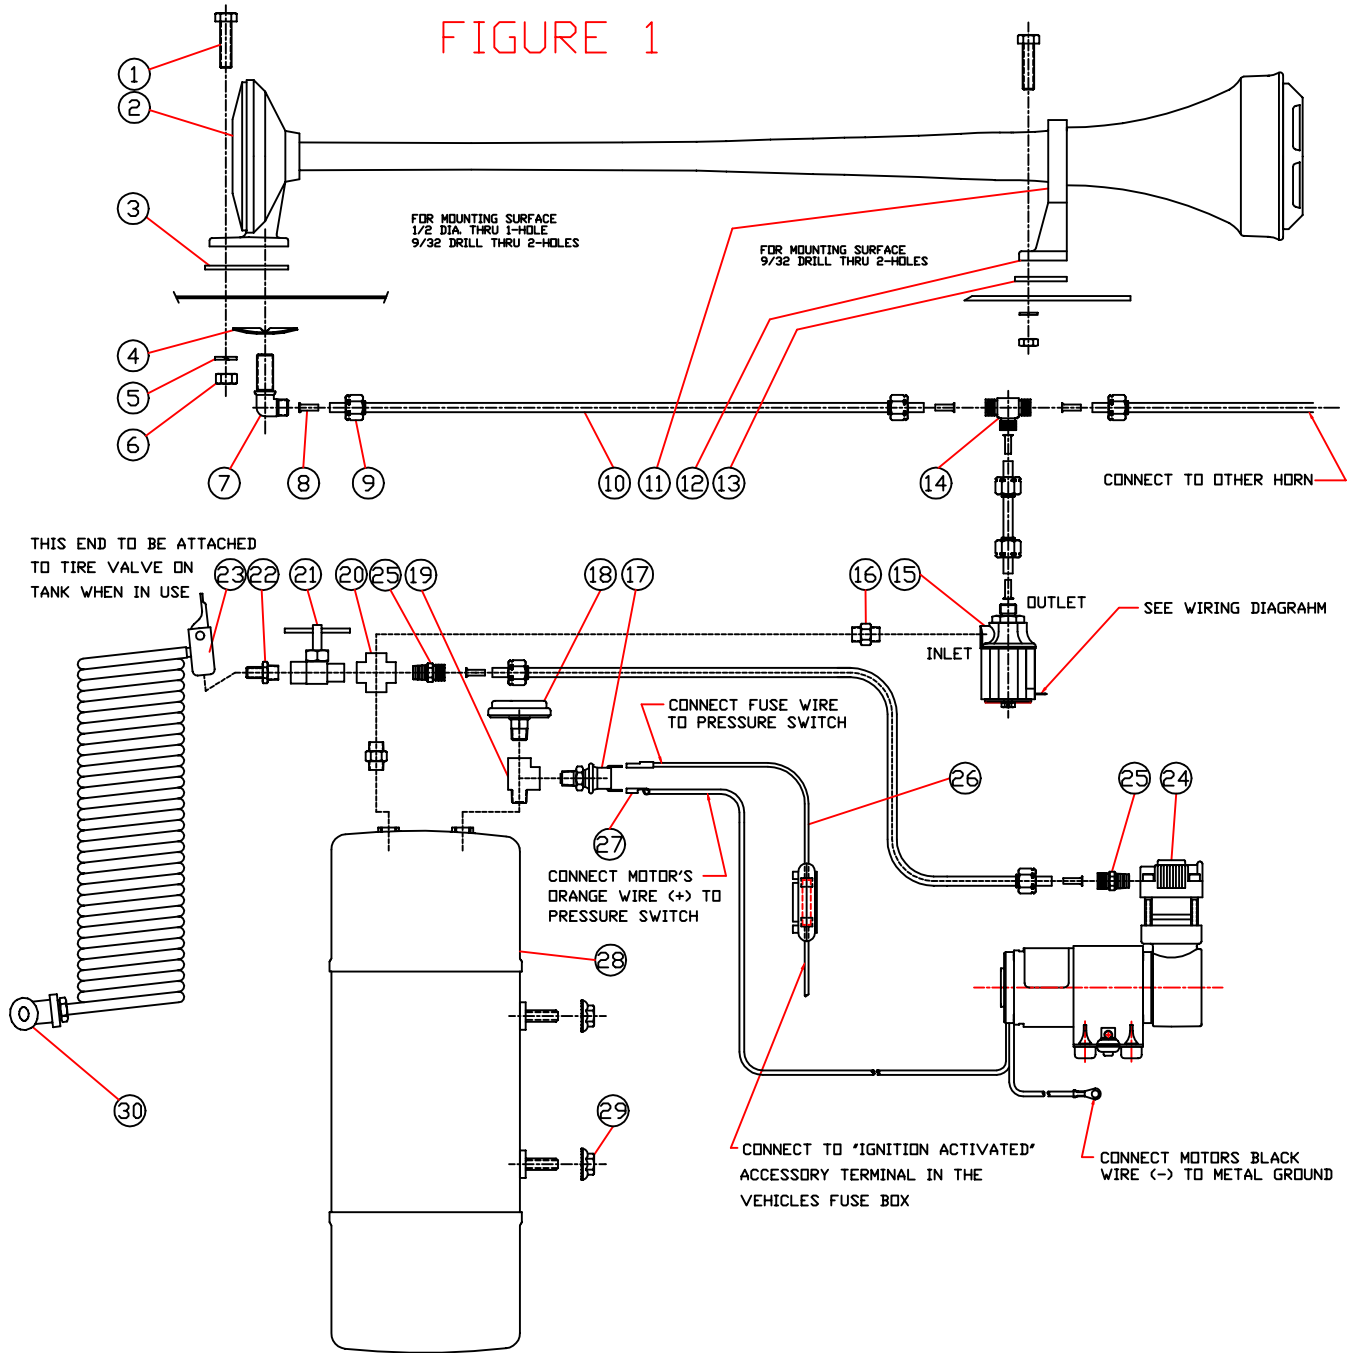 FIGURE 1
1
2
3
FOR MOUNTING SURFACE
1/2 DIA. THRU 1-HOLE
9/32 DRILL THRU 2-HOLES
FOR MOUNTING SURFACE
9/32 DRILL THRU 2-HOLES
4
5
6
7
8
9
10
11
12
13
14
CONNECT TO OTHER HORN
THIS END TO BE ATTACHED
TO TIRE VALVE ON
TANK WHEN IN USE
23
22
21
20
25
19
18
17
16
15
OUTLET
INLET
SEE WIRING DIAGRAHM
CONNECT FUSE WIRE
TO PRESSURE SWITCH
26
25
24
27
CONNECT MOTOR'S
ORANGE WIRE (+) TO
PRESSURE SWITCH
28
29
30
CONNECT TO "IGNITION ACTIVATED"
ACCESSORY TERMINAL IN THE
VEHICLES FUSE BOX
CONNECT MOTORS BLACK
WIRE (-) TO METAL GROUND